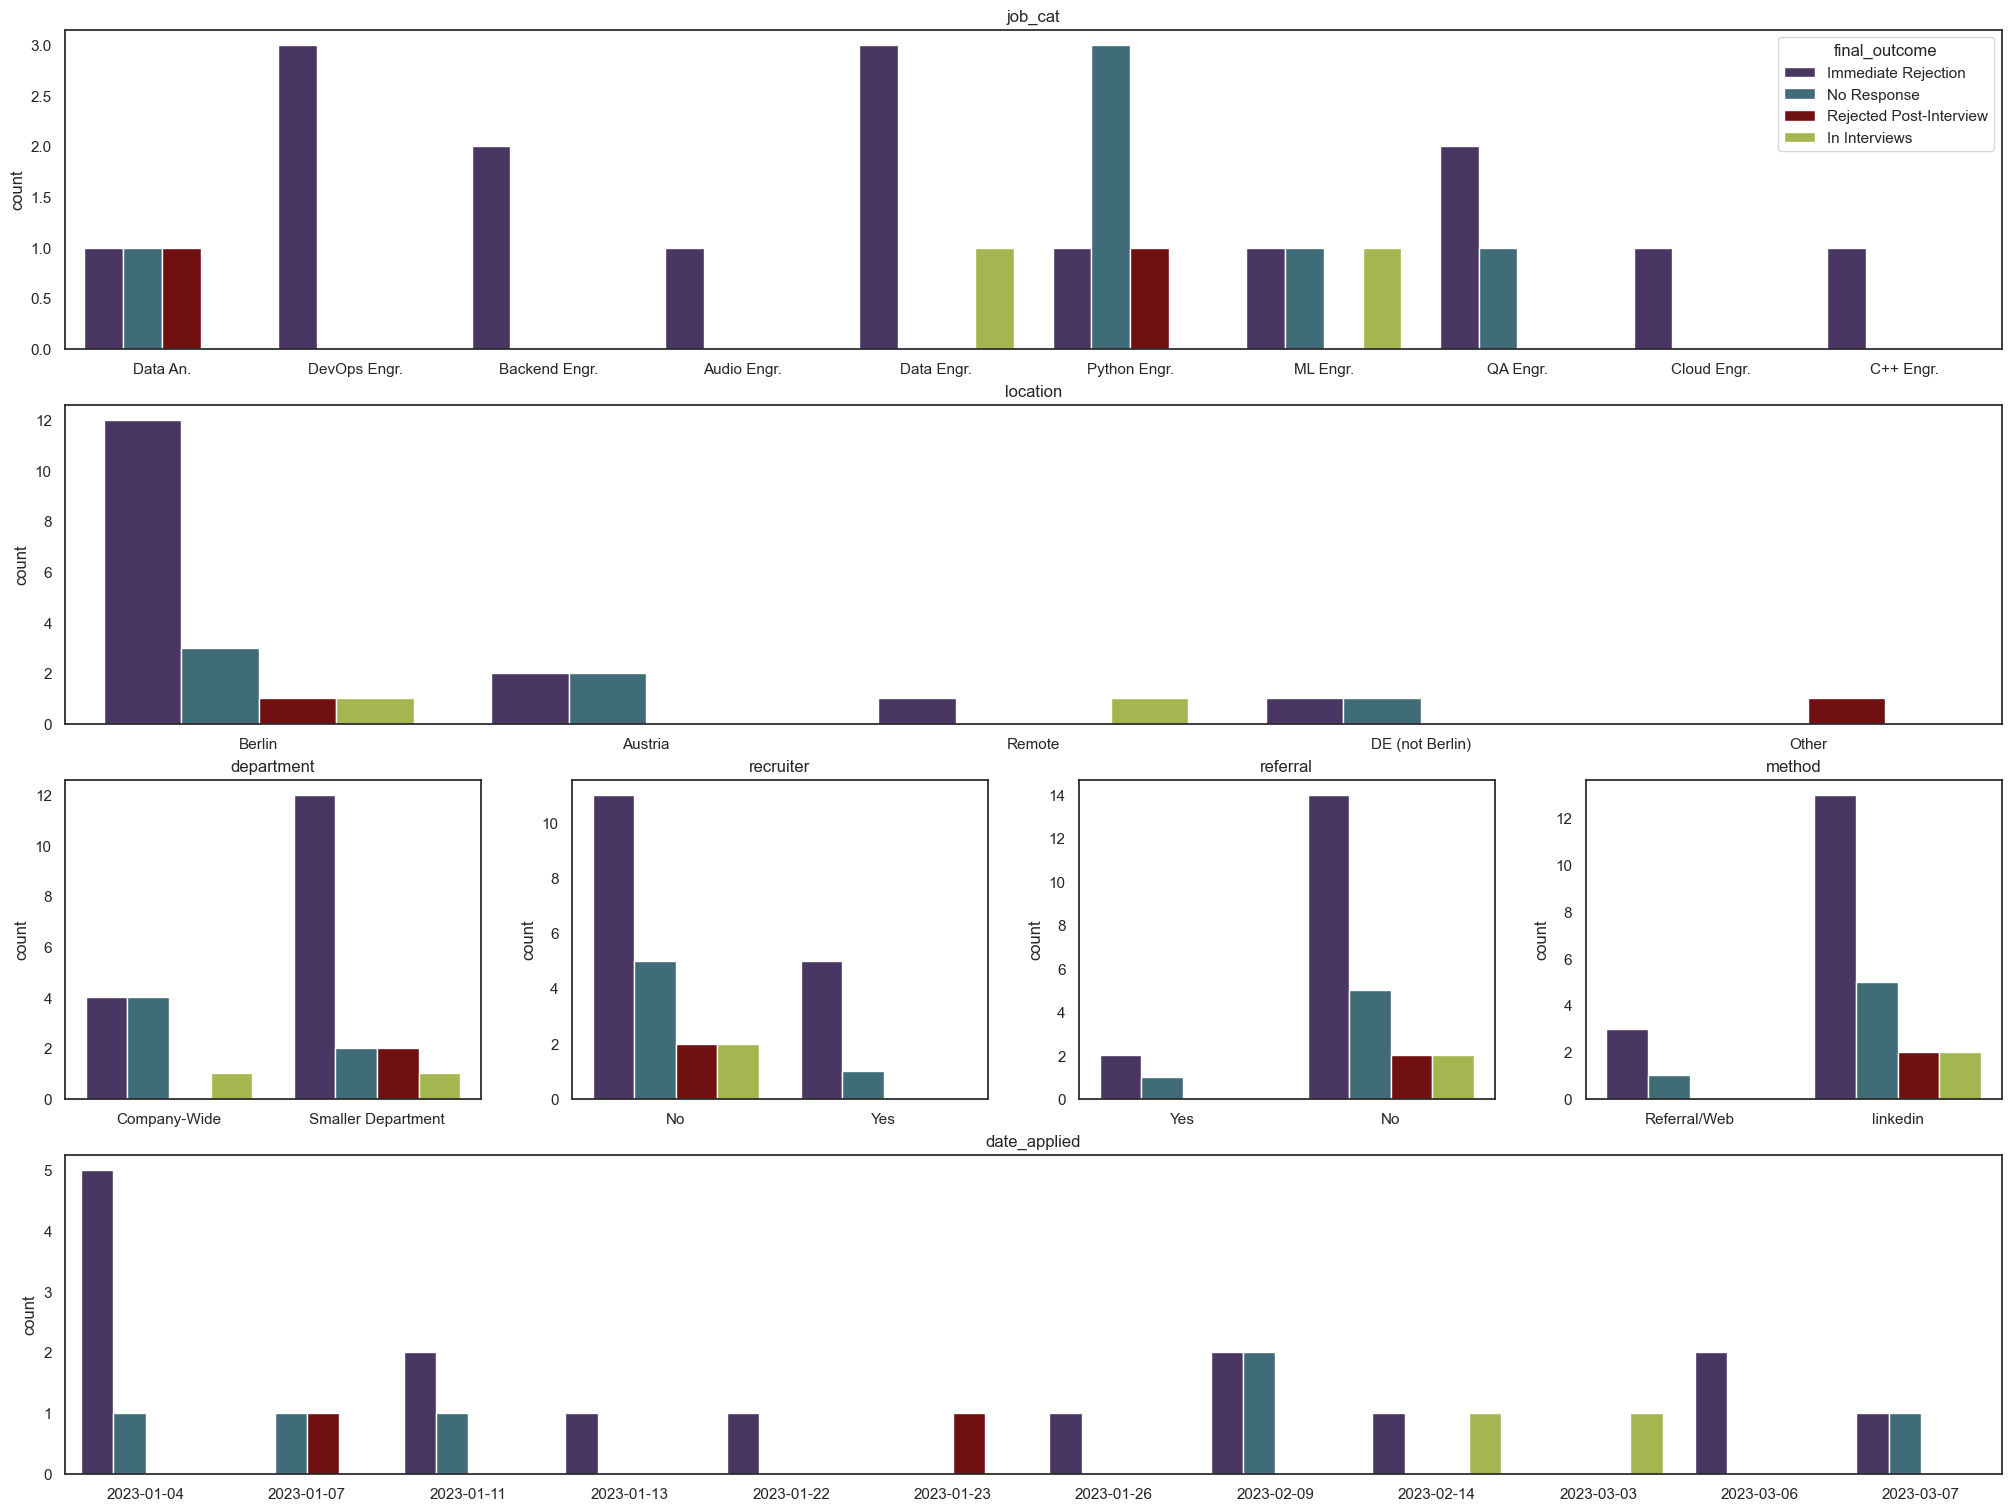 job_cat
final_outcome
Immediate Rejection
No Response
Rejected Post-Interview
In Interviews
count
3.0
2.5
2.0
1.5
1.0
0.5
0.0
Data An. DevOps Engr. Backend Engr. Audio Engr. Data Engr. Python Engr. ML Engr. QA Engr. Cloud Engr. C++ Engr.
location
count
12
10
8
6
4
2
0
Berlin Austria Remote DE (not Berlin) Other
department
count
12
10
8
6
4
2
0
Company-Wide Smaller Department
recruiter
count
10
8
6
4
2
0
No Yes
referral
count
14
12
10
8
6
4
2
0
Yes No
method
count
12
10
8
6
4
2
0
Referral/Web linkedin
date_applied
count
5
4
3
2
1
0
2023-01-04 2023-01-07 2023-01-11 2023-01-13 2023-01-22 2023-01-23 2023-01-26 2023-02-09 2023-02-14 2023-03-03 2023-03-06 2023-03-07